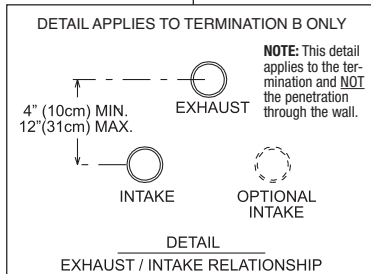 DETAIL APPLIES TO TERMINATION B ONLY
NOTE: This detail
applies to the ter-
mination and NOT
the penetration
through the wall.
EXHAUST
4" (10cm) MIN.
12"(31cm) MAX.
INTAKE
OPTIONAL
INTAKE
DETAIL
EXHAUST / INTAKE RELATIONSHIP